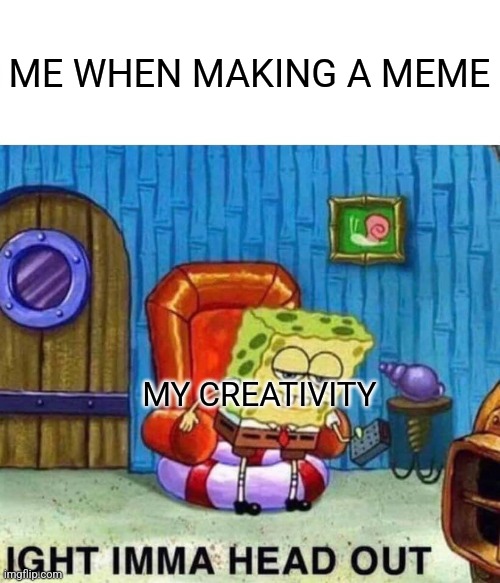 ME WHEN MAKING A MEME
MY CREATIVITY
IGHT IMMA HEAD OUT
imgflip.com